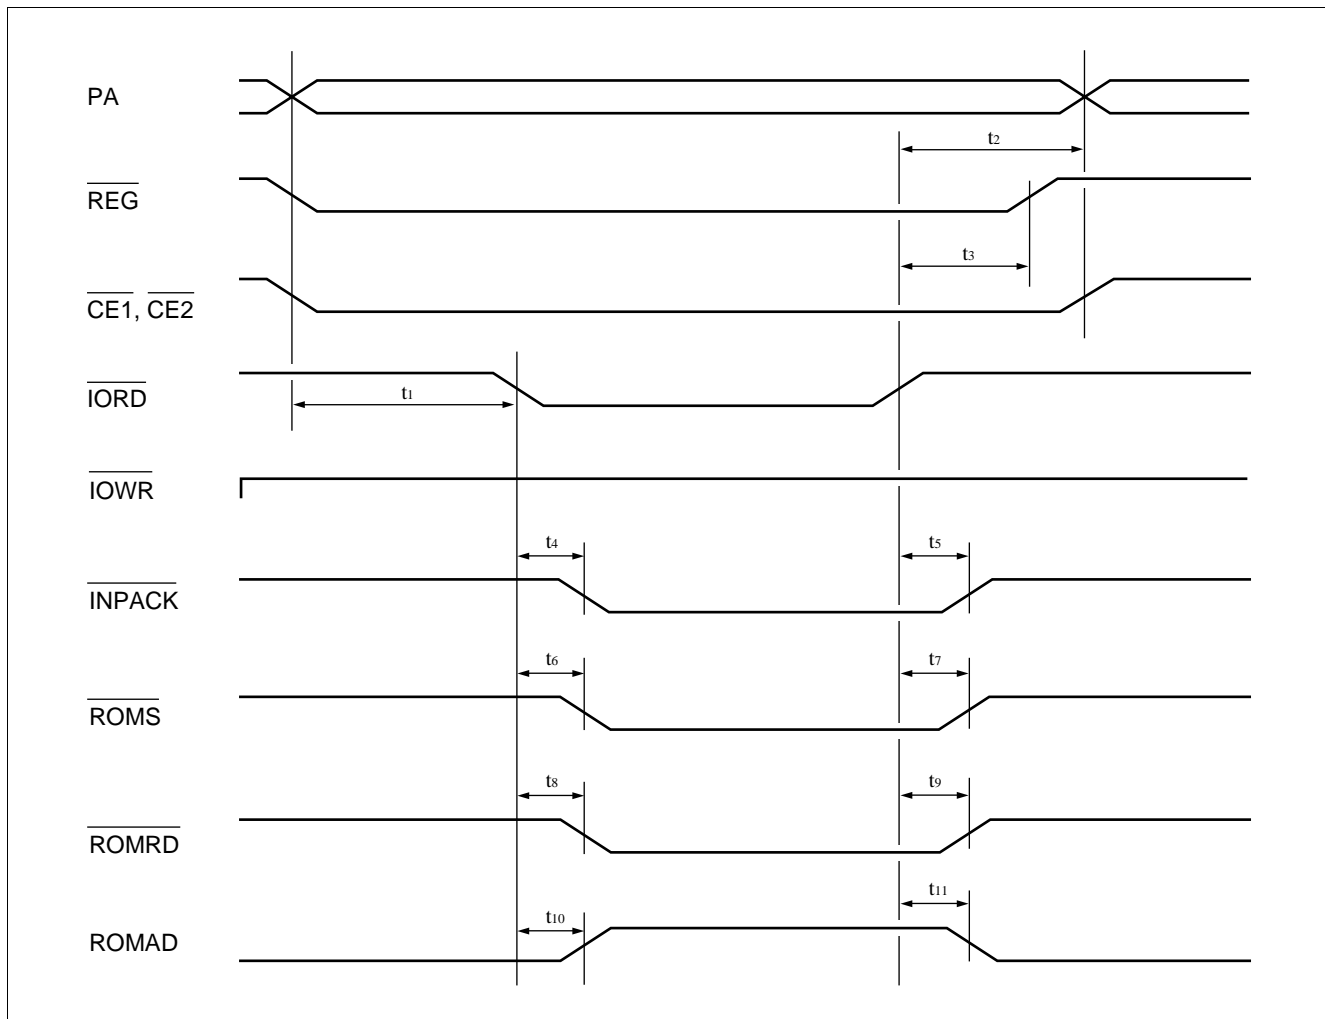 PA
t2
REG
t3
CE1, CE2
IORD
t1
IOWR
t4
t5
INPACK
t6
t7
ROMS
t8
t9
ROMRD
t10
t11
ROMAD